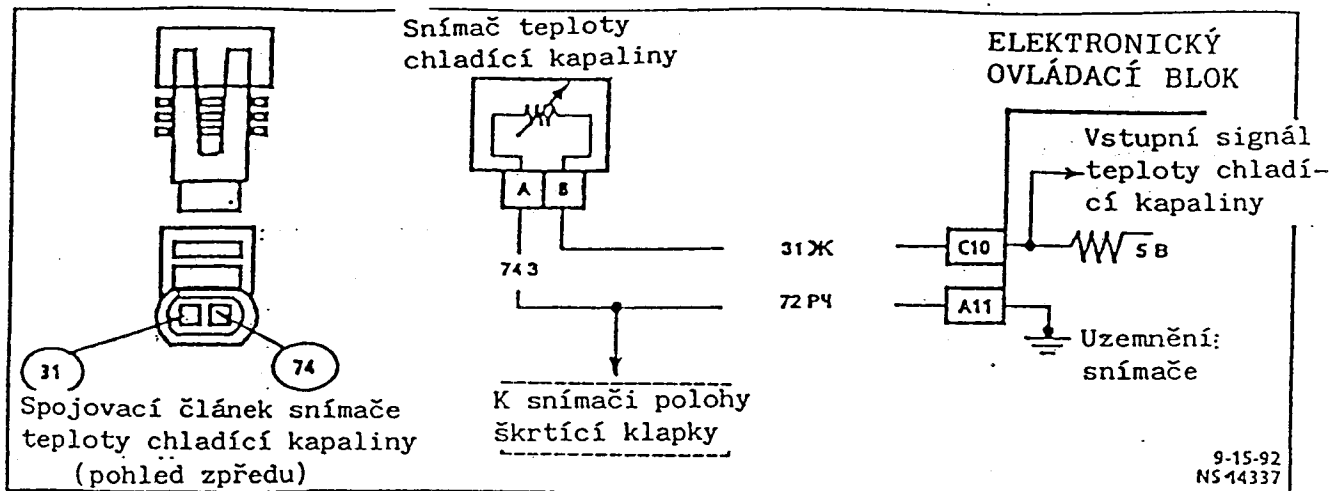 Snímač teploty
chladící kapaliny
ELEKTRONICKÝ
OVLÁDACÍ BLOK
Vstupní signál
teploty chladí-
cí kapaliny
A
B
31 Ж
C10
5 В
74 З
72 РЧ
A11
Uzemnění:
snímače
31
74
Spojovací článek snímače
teploty chladící kapaliny
(pohled zpředu)
K snímači polohy
škrtící klapky
9-15-92
NS 14337